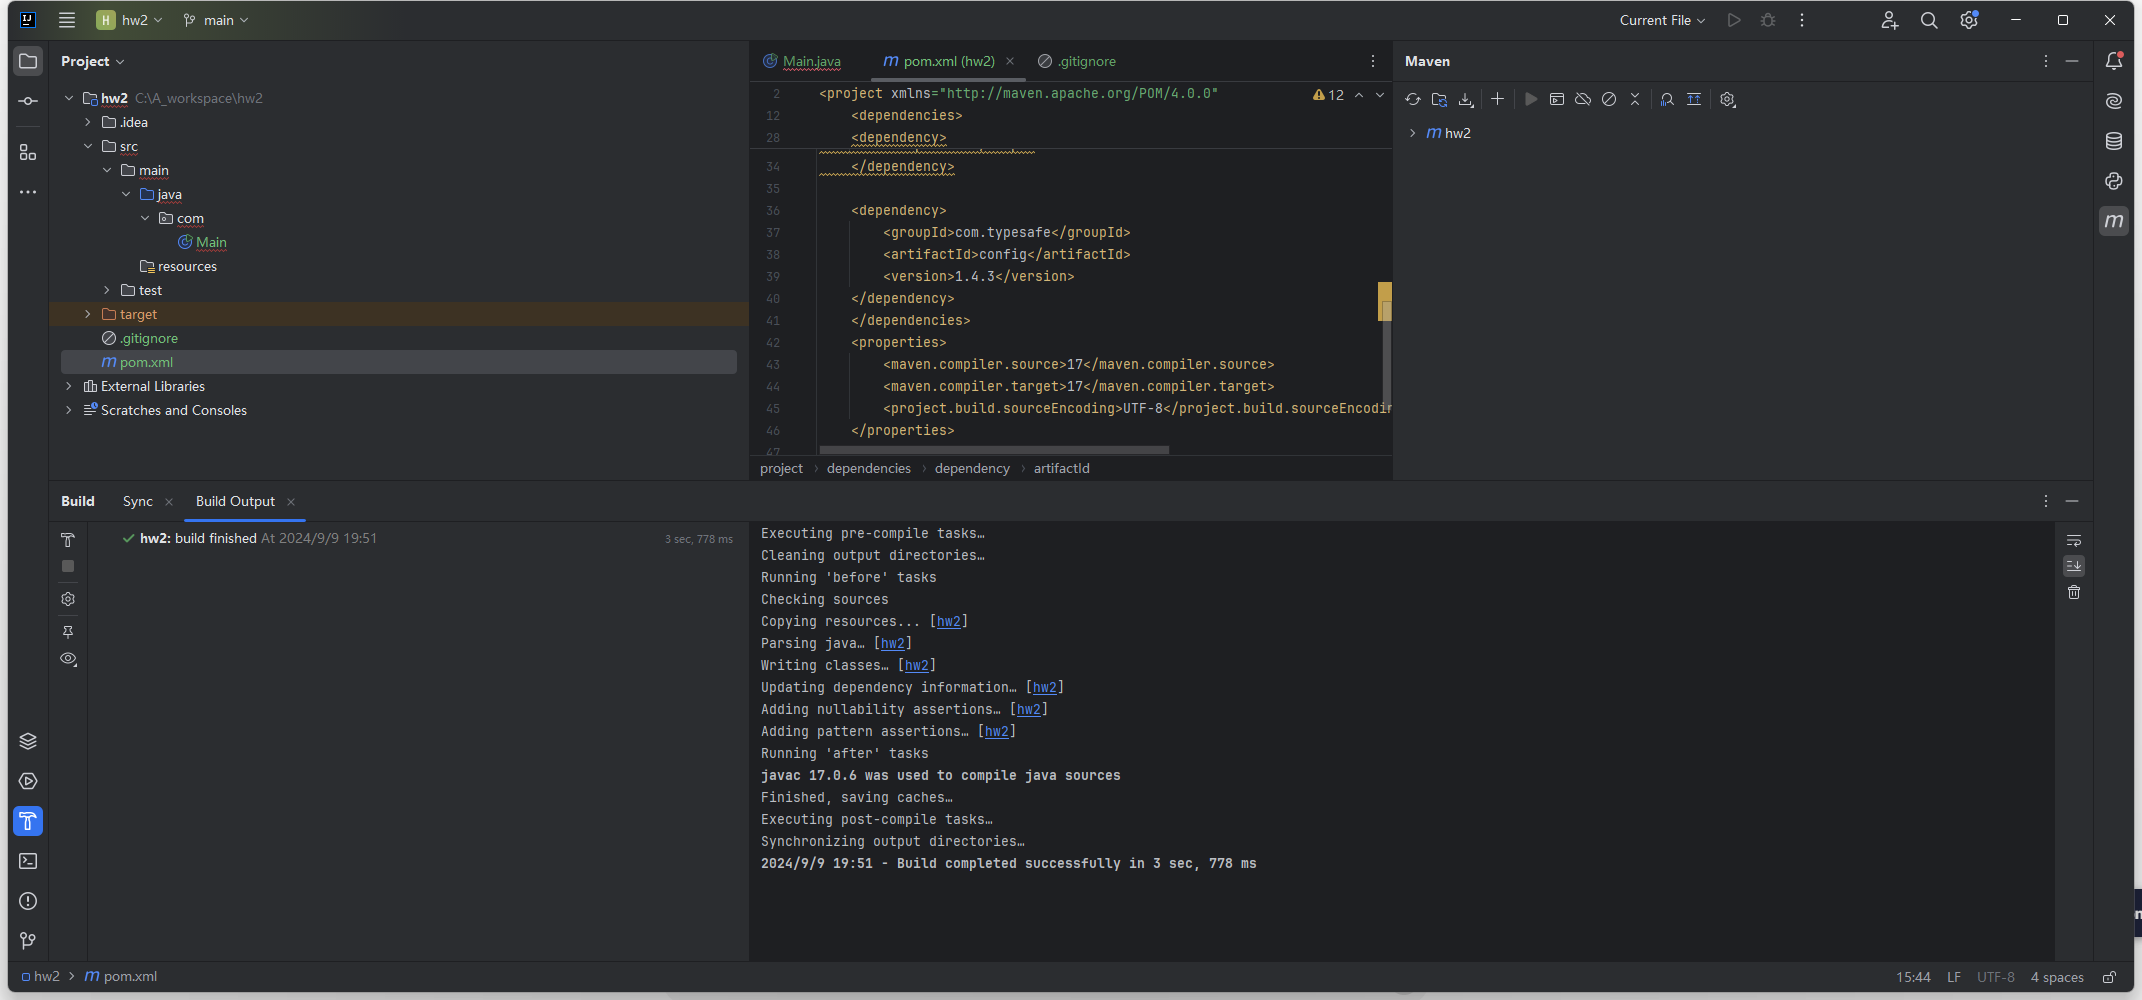 H hw2 main Current File
Project
hw2 C:\A_workspace\hw2
.idea
src
main
java
com
Main
resources
test
target
.gitignore
m pom.xml
External Libraries
Scratches and Consoles
Main.java m pom.xml (hw2) .gitignore
2 <project xmlns="http://maven.apache.org/POM/4.0.0" 12
12 <dependencies>
28 <dependency>
34 </dependency>
35
36 <dependency>
37 <groupId>com.typesafe</groupId>
38 <artifactId>config</artifactId>
39 <version>1.4.3</version>
40 </dependency>
41 </dependencies>
42 <properties>
43 <maven.compiler.source>17</maven.compiler.source>
44 <maven.compiler.target>17</maven.compiler.target>
45 <project.build.sourceEncoding>UTF-8</project.build.sourceEncodin
46 </properties>
47
project dependencies dependency artifactId
Maven
m hw2
m
Build Sync Build Output
hw2: build finished At 2024/9/9 19:51 3 sec, 778 ms
Executing pre-compile tasks…
Cleaning output directories…
Running 'before' tasks
Checking sources
Copying resources... [hw2]
Parsing java… [hw2]
Writing classes… [hw2]
Updating dependency information… [hw2]
Adding nullability assertions… [hw2]
Adding pattern assertions… [hw2]
Running 'after' tasks
javac 17.0.6 was used to compile java sources
Finished, saving caches…
Executing post-compile tasks…
Synchronizing output directories…
2024/9/9 19:51 - Build completed successfully in 3 sec, 778 ms
hw2 m pom.xml 15:44 LF UTF-8 4 spaces